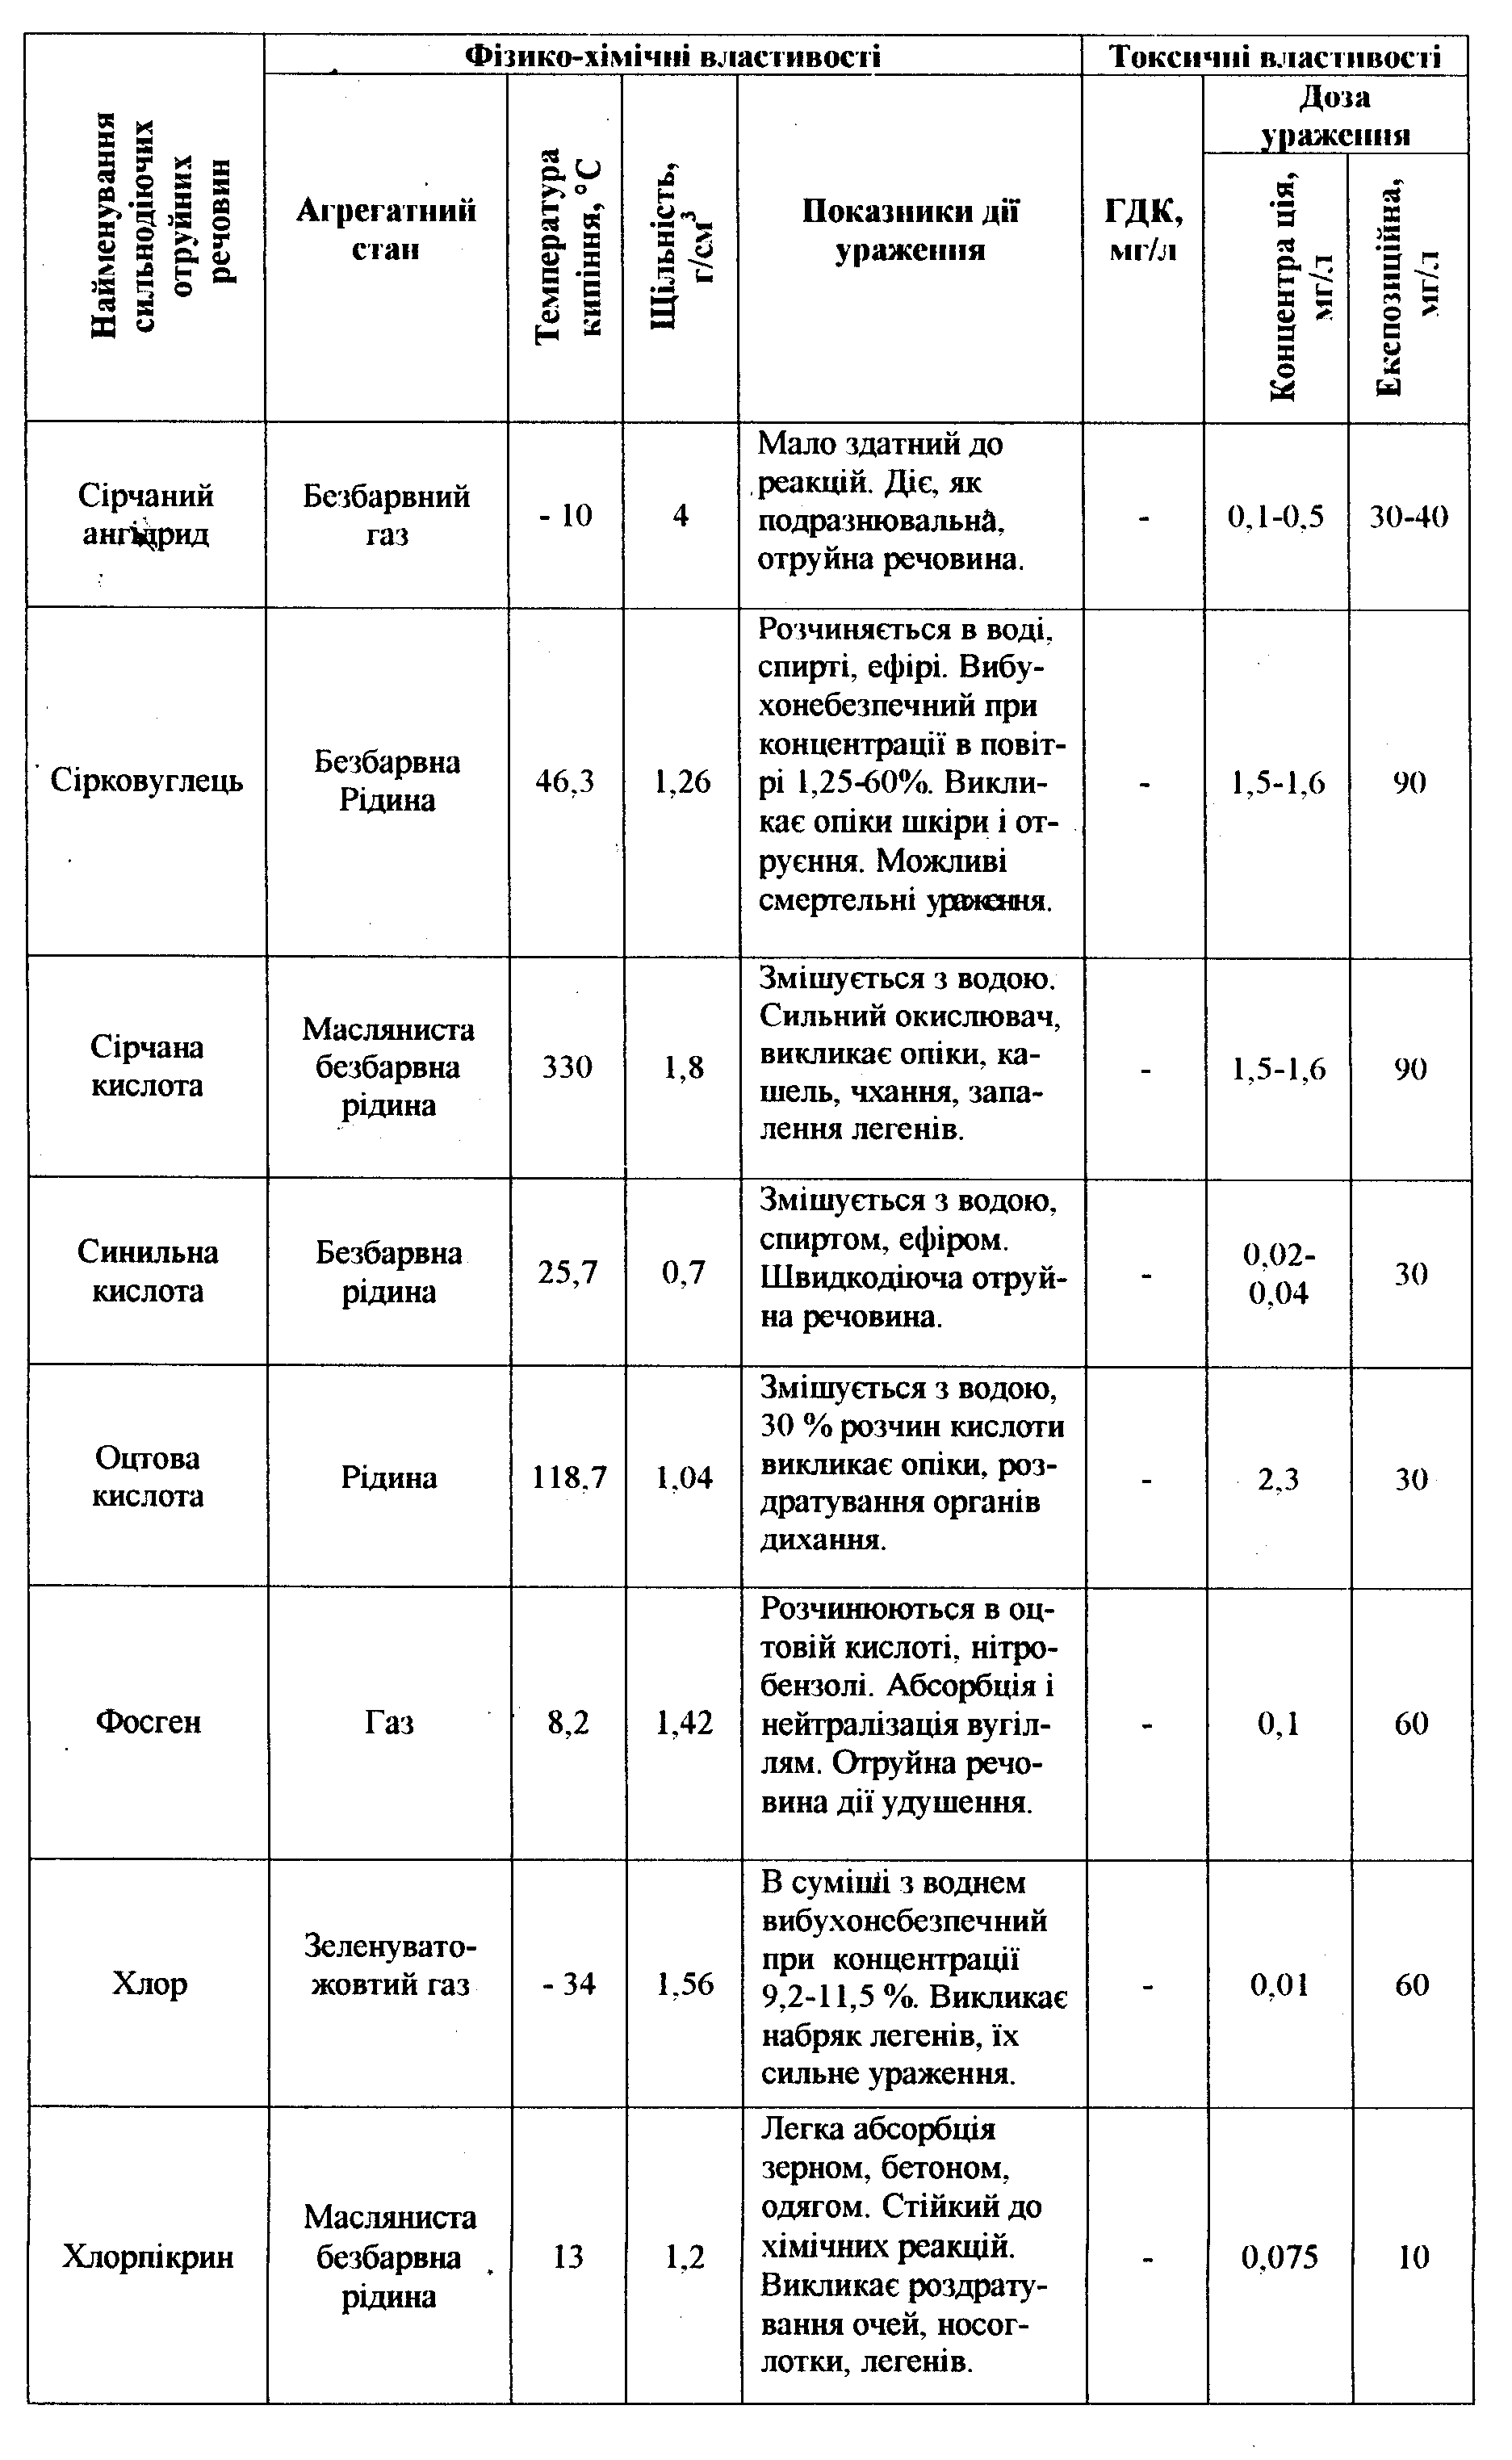 Фізико-хімічні властивості
Токсичні властивості
Найменування
сильнодіючих
отруйних
речовин
Агрегатний
стан
Температура
кипіння, °С
Щільність,
г/см³
Показники дії
ураження
ГДК,
мг/л
Доза
ураження
Концентра ція,
мг/л
Експозиційна,
мг/л
Сірчаний
ангідрид
Безбарвний
газ
- 10
4
Мало здатний до
реакцій. Діє, як
подразнювальна,
отруйна речовина.
-
0,1-0,5
30-40
Сірковуглець
Безбарвна
Рідина
46,3
1,26
Розчиняється в воді,
спирті, ефірі. Вибу-
хонебезпечний при
концентрації в повіт-
рі 1,25-60%. Викли-
кає опіки шкіри і от-
руєння. Можливі
смертельні ураження.
-
1,5-1,6
90
Сірчана
кислота
Масляниста
безбарвна
рідина
330
1,8
Змішується з водою.
Сильний окислювач,
викликає опіки, ка-
шель, чхання, запа-
лення легенів.
-
1,5-1,6
90
Синильна
кислота
Безбарвна
рідина
25,7
0,7
Змішується з водою,
спиртом, ефіром.
Швидкодіюча отруй-
на речовина.
-
0,02-
0,04
30
Оцтова
кислота
Рідина
118,7
1,04
Змішується з водою,
30 % розчин кислоти
викликає опіки, роз-
дратування органів
дихання.
-
2,3
30
Фосген
Газ
8,2
1,42
Розчинюються в оц-
товій кислоті, нітро-
бензолі. Абсорбція і
нейтралізація вугіл-
лям. Отруйна речо-
вина дії удушення.
-
0,1
60
Хлор
Зеленувато-
жовтий газ
- 34
1,56
В суміші з воднем
вибухонебезпечний
при концентрації
9,2-11,5 %. Викликає
набряк легенів, їх
сильне ураження.
-
0,01
60
Хлорпікрин
Масляниста
безбарвна
рідина
13
1,2
Легка абсорбція
зерном, бетоном,
одягом. Стійкий до
хімічних реакцій.
Викликає роздрату-
вання очей, носог-
лотки, легенів.
-
0,075
10